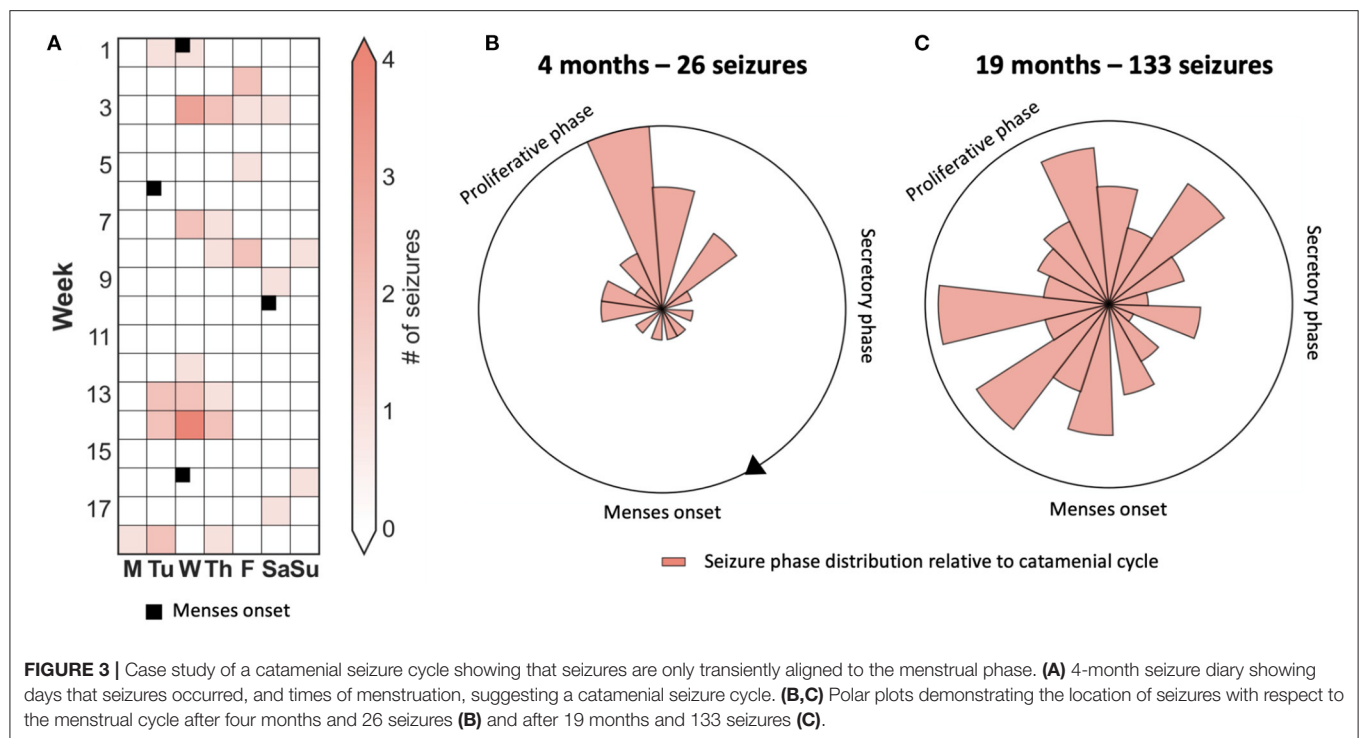 A
B
C
4 months – 26 seizures
19 months – 133 seizures
1
3
5
7
9
11
13
15
17
Week
M Tu W Th F Sa Su
4
3
2
1
0
# of seizures
Menses onset
Proliferative phase
Secretory phase
Menses onset
Proliferative phase
Secretory phase
Menses onset
Seizure phase distribution relative to catamenial cycle
FIGURE 3 | Case study of a catamenial seizure cycle showing that seizures are only transiently aligned to the menstrual phase. (A) 4-month seizure diary showing
days that seizures occurred, and times of menstruation, suggesting a catamenial seizure cycle. (B,C) Polar plots demonstrating the location of seizures with respect to
the menstrual cycle after four months and 26 seizures (B) and after 19 months and 133 seizures (C).